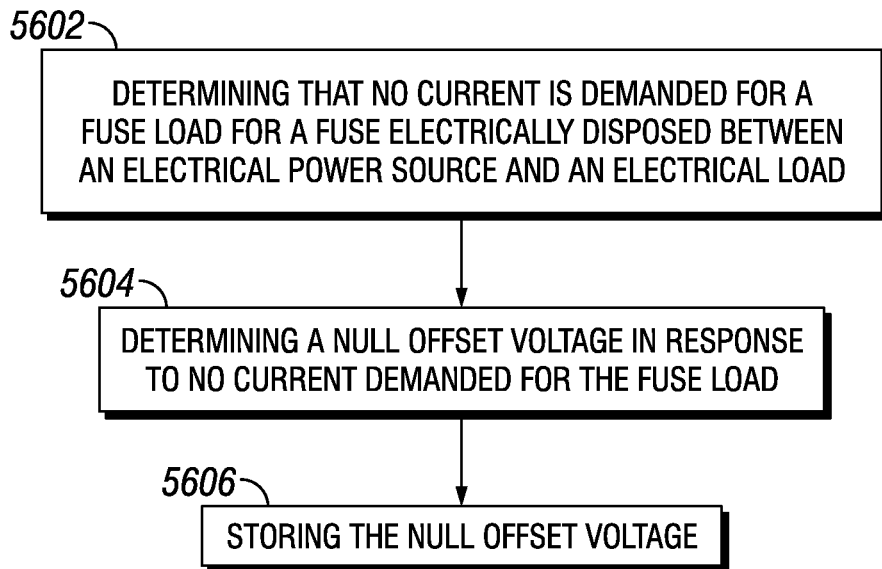 5602
DETERMINING THAT NO CURRENT IS DEMANDED FOR A
FUSE LOAD FOR A FUSE ELECTRICALLY DISPOSED BETWEEN
AN ELECTRICAL POWER SOURCE AND AN ELECTRICAL LOAD
5604
DETERMINING A NULL OFFSET VOLTAGE IN RESPONSE
TO NO CURRENT DEMANDED FOR THE FUSE LOAD
5606
STORING THE NULL OFFSET VOLTAGE